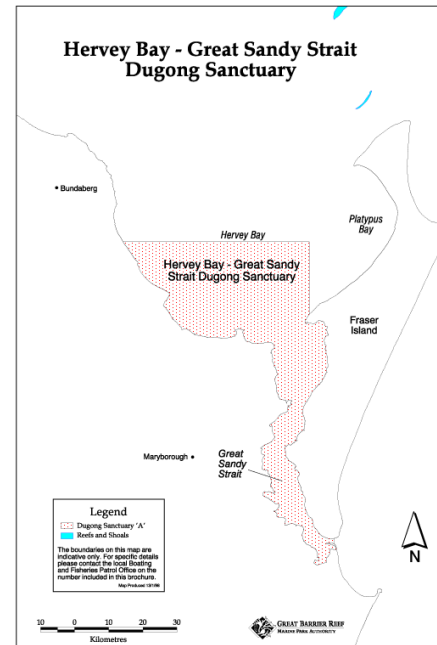 Hervey Bay - Great Sandy Strait
Dugong Sanctuary
Bundaberg
Hervey Bay
Platypus
Bay
Hervey Bay - Great Sandy
Strait Dugong Sanctuary
Fraser
Island
Maryborough
Great
Sandy
Strait
Legend
Dugong Sanctuary 'A'
Reefs and Shoals
The boundaries on this map are
indicative only. For specific details
please contact the local Boating
and Fisheries Patrol Office on the
number included in this brochure.
Map Produced
N
10 0 10 20 30
Kilometres
GREAT BARRIER REEF
MARINE PARK AUTHORITY